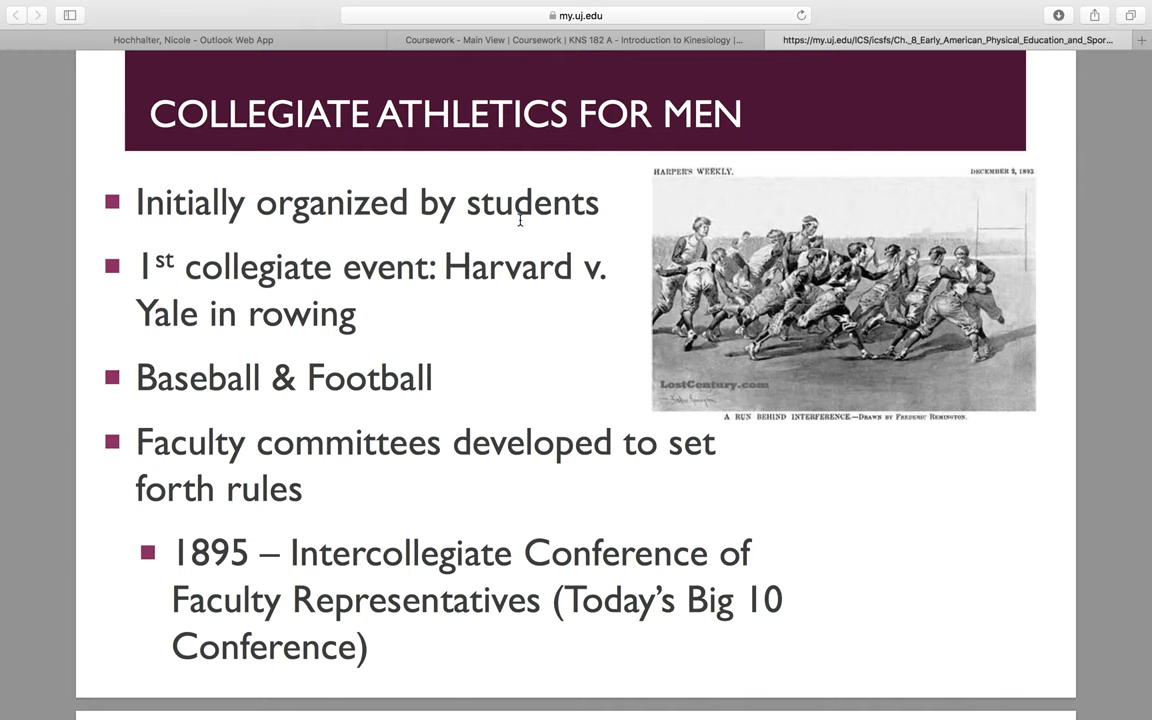 my.uj.edu
Hochhalter, Nicole - Outlook Web App
Coursework - Main View | Coursework | KNS 182 A - Introduction to Kinesiology |...
https://my.uj.edu/ICS/icsfs/Ch._8_Early_American_Physical_Education_and_Spor...
COLLEGIATE ATHLETICS FOR MEN
Initially organized by students
1st collegiate event: Harvard v.
Yale in rowing
Baseball & Football
Faculty committees developed to set
forth rules
1895 – Intercollegiate Conference of
Faculty Representatives (Today's Big 10
Conference)
HARPER'S WEEKLY.
DECEMBER 2, 1893
LostCentury.com
A RUN BEHIND INTERFERENCE.—DRAWN BY FREDERIC REMINGTON.